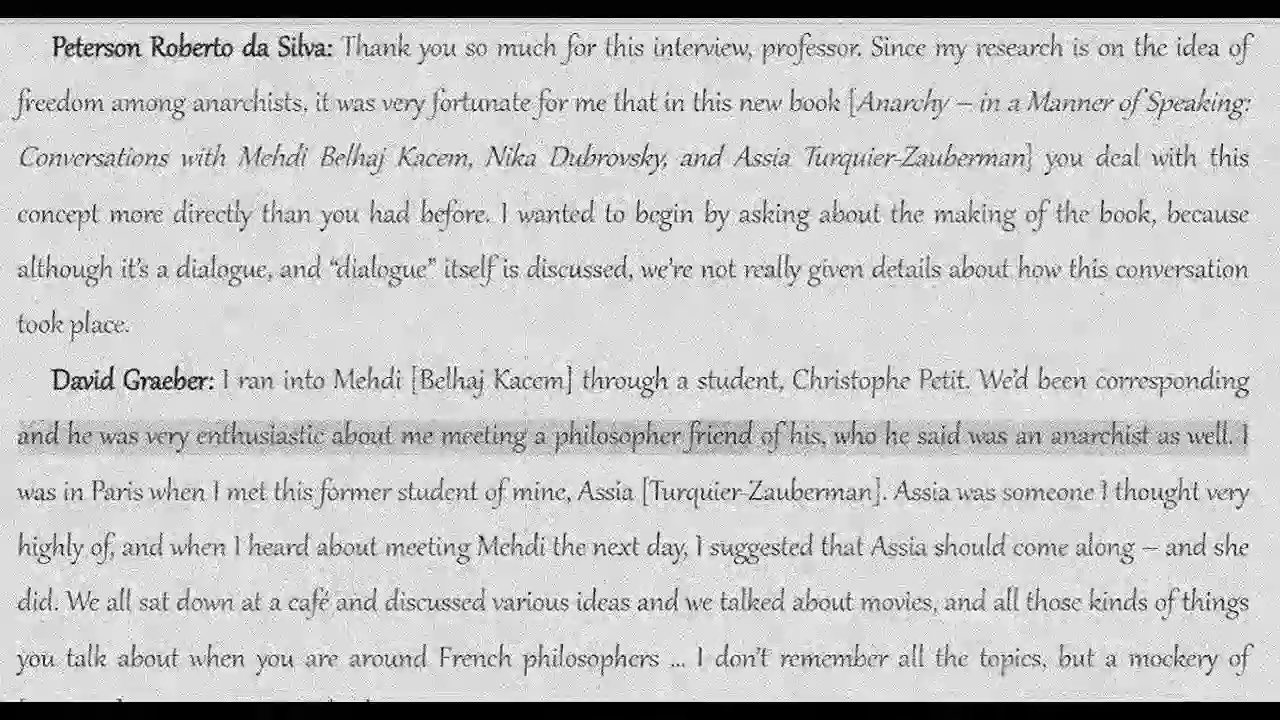 Peterson Roberto da Silva: Thank you so much for this interview, professor. Since my research is on the idea of
freedom among anarchists, it was very fortunate for me that in this new book [Anarchy – in a Manner of Speaking:
Conversations with Mehdi Belhaj Kacem, Nika Dubrovsky, and Assia Turquier-Zauberman] you deal with this
concept more directly than you had before. I wanted to begin by asking about the making of the book, because
although it's a dialogue, and “dialogue” itself is discussed, we're not really given details about how this conversation
took place.
David Graeber: I ran into Mehdi [Belhaj Kacem] through a student, Christophe Petit. We'd been corresponding
and he was very enthusiastic about me meeting a philosopher friend of his, who he said was an anarchist as well. I
was in Paris when I met this former student of mine, Assia [Turquier-Zauberman]. Assia was someone I thought very
highly of, and when I heard about meeting Mehdi the next day, I suggested that Assia should come along – and she
did. We all sat down at a café and discussed various ideas and we talked about movies, and all those kinds of things
you talk about when you are around French philosophers ... I don't remember all the topics, but a mockery of